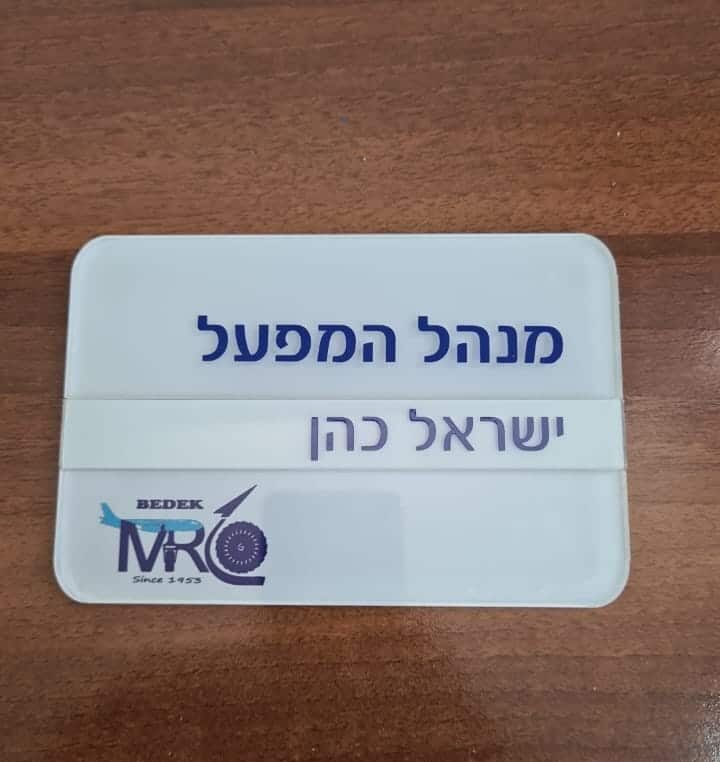 מנהל המפעל
ישראל כהן
BEDEK
MRO
Since 1953